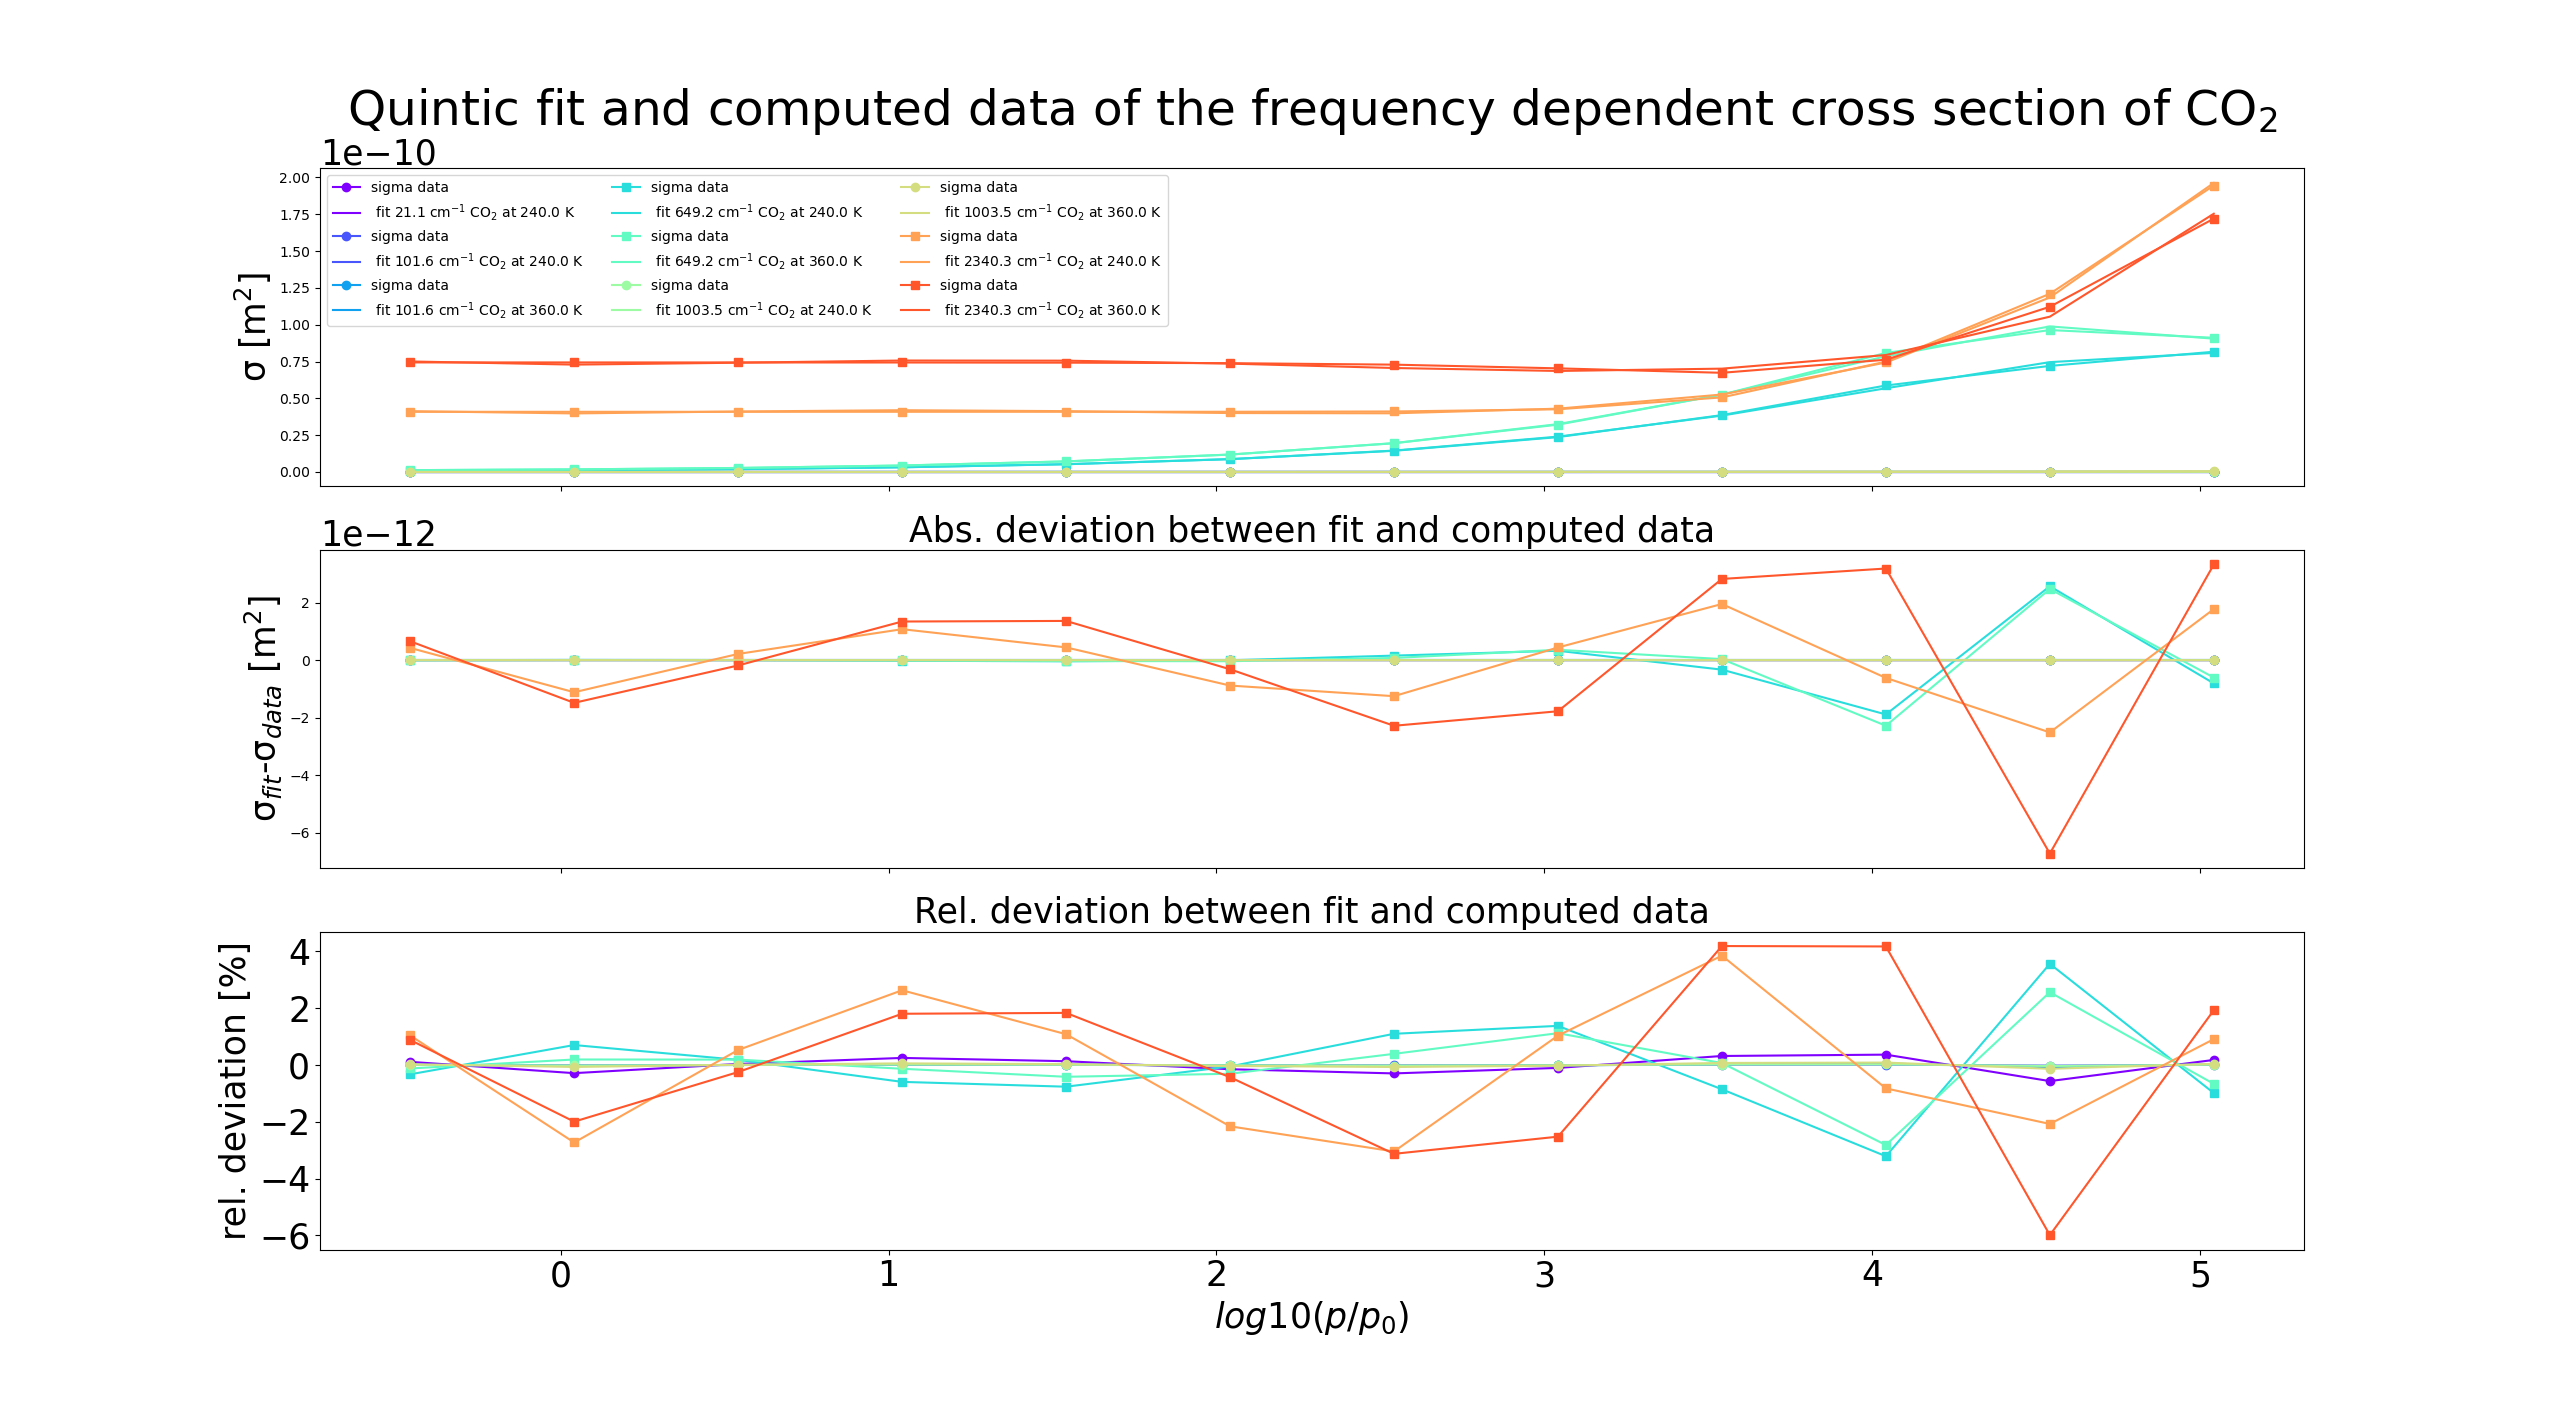 Quintic fit and computed data of the frequency dependent cross section of CO₂
1e−10
σ [m²]
2.00
1.75
1.50
1.25
1.00
0.75
0.50
0.25
0.00
sigma data
fit 21.1 cm⁻¹ CO₂ at 240.0 K
sigma data
fit 101.6 cm⁻¹ CO₂ at 240.0 K
sigma data
fit 101.6 cm⁻¹ CO₂ at 360.0 K
sigma data
fit 649.2 cm⁻¹ CO₂ at 240.0 K
sigma data
fit 649.2 cm⁻¹ CO₂ at 360.0 K
sigma data
fit 1003.5 cm⁻¹ CO₂ at 240.0 K
sigma data
fit 1003.5 cm⁻¹ CO₂ at 360.0 K
sigma data
fit 2340.3 cm⁻¹ CO₂ at 240.0 K
sigma data
fit 2340.3 cm⁻¹ CO₂ at 360.0 K
Abs. deviation between fit and computed data
1e−12
σfit-σdata [m²]
2
0
−2
−4
−6
Rel. deviation between fit and computed data
rel. deviation [%]
4
2
0
−2
−4
−6
0 1 2 3 4 5
log10(p/p₀)